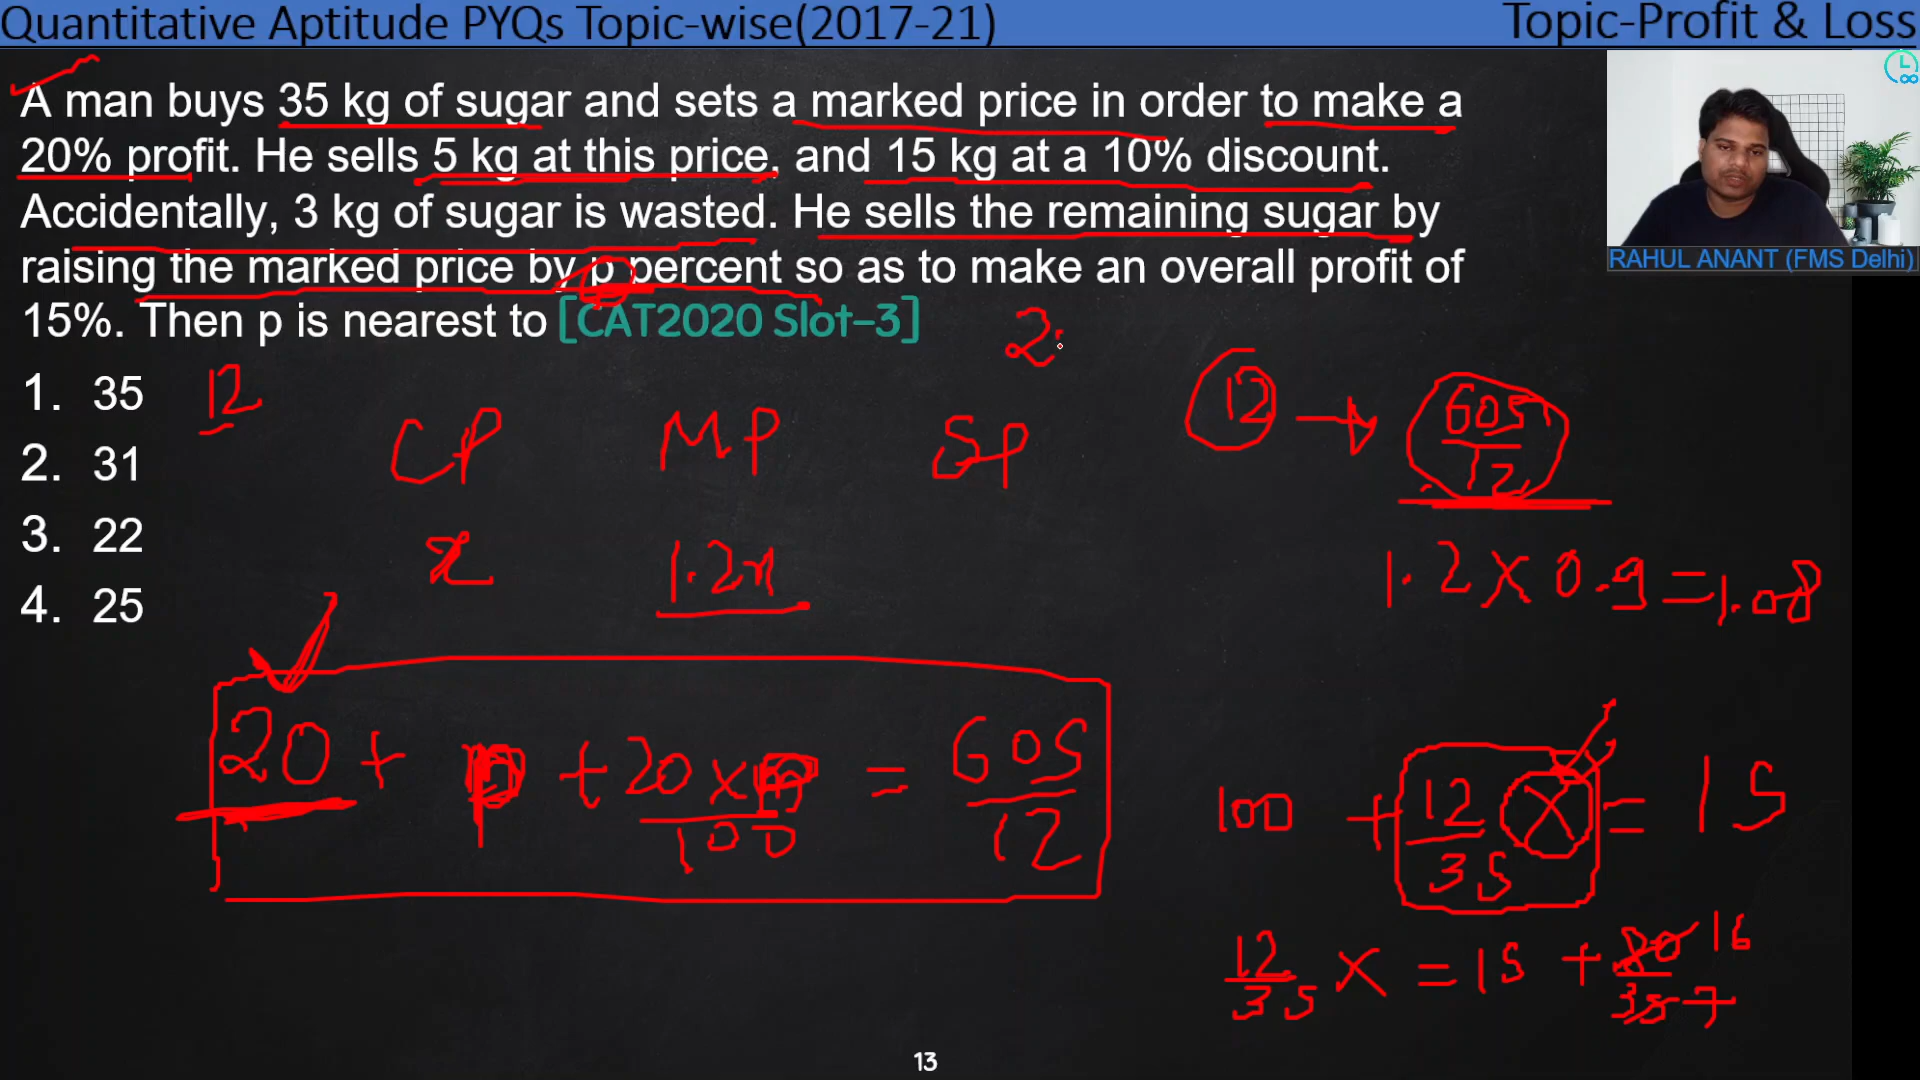 Quantitative Aptitude PYQs Topic-wise(2017-21)
Topic-Profit & Loss
A man buys 35 kg of sugar and sets a marked price in order to make a
20% profit. He sells 5 kg at this price, and 15 kg at a 10% discount.
Accidentally, 3 kg of sugar is wasted. He sells the remaining sugar by
raising the marked price by p percent so as to make an overall profit of
15%. Then p is nearest to [CAT2020 Slot-3]
RAHUL ANANT (FMS Delhi)
1. 35
2. 31
3. 22
4. 25
12
2
CP MP SP
x 1.2x
12 → 605/12
1.2 × 0.9 = 1.08
20 + p + 20 × p/100 = 605/12
100 + 12/35 X = 15
12/35 X = 15 + 80/35 16/7
13